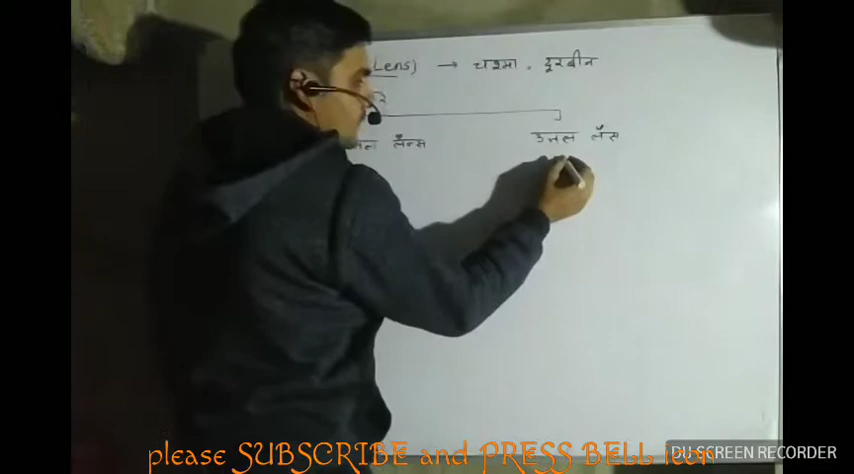 Lens) → चश्मा , दूरबीन
लैन्स
उत्तल लैंस
please SUBSCRIBE and PRESS BELL icon
DU SCREEN RECORDER